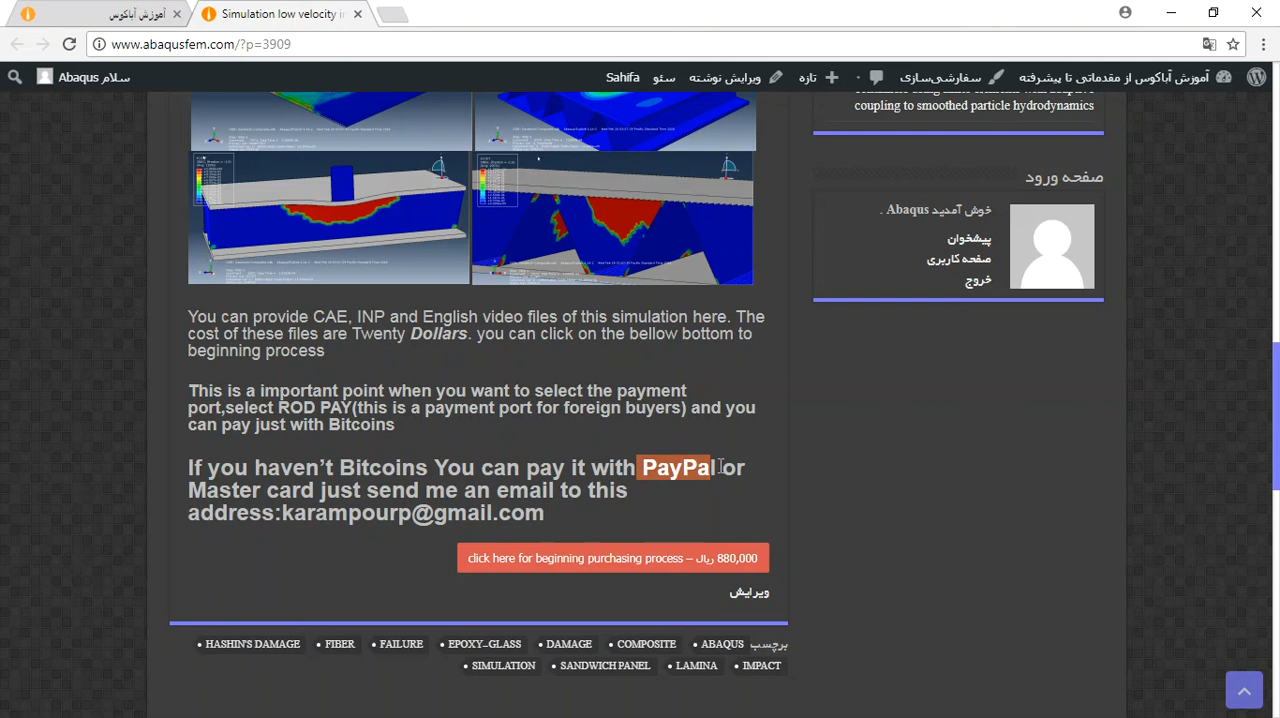 آموزش آباکوس
Simulation low velocity i
www.abaqusfem.com/?p=3909
آموزش آباکوس از مقدماتی تا پیشرفته
سفارشی‌سازی
تازه
ویرایش نوشته
سئو
Sahifa
سلام Abaqus
coupling to smoothed particle hydrodynamics
صفحه ورود
خوش آمدید Abaqus .
پیشخوان
صفحه کاربری
خروج
You can provide CAE, INP and English video files of this simulation here. The
cost of these files are Twenty Dollars. you can click on the bellow bottom to
beginning process
This is a important point when you want to select the payment
port,select ROD PAY(this is a payment port for foreign buyers) and you
can pay just with Bitcoins
If you haven’t Bitcoins You can pay it with PayPal or
Master card just send me an email to this
address:karampourp@gmail.com
click here for beginning purchasing process – 880,000 ریال
ویرایش
برچسب
• HASHIN'S DAMAGE • FIBER • FAILURE • EPOXY-GLASS • DAMAGE • COMPOSITE • ABAQUS
• SIMULATION • SANDWICH PANEL • LAMINA • IMPACT